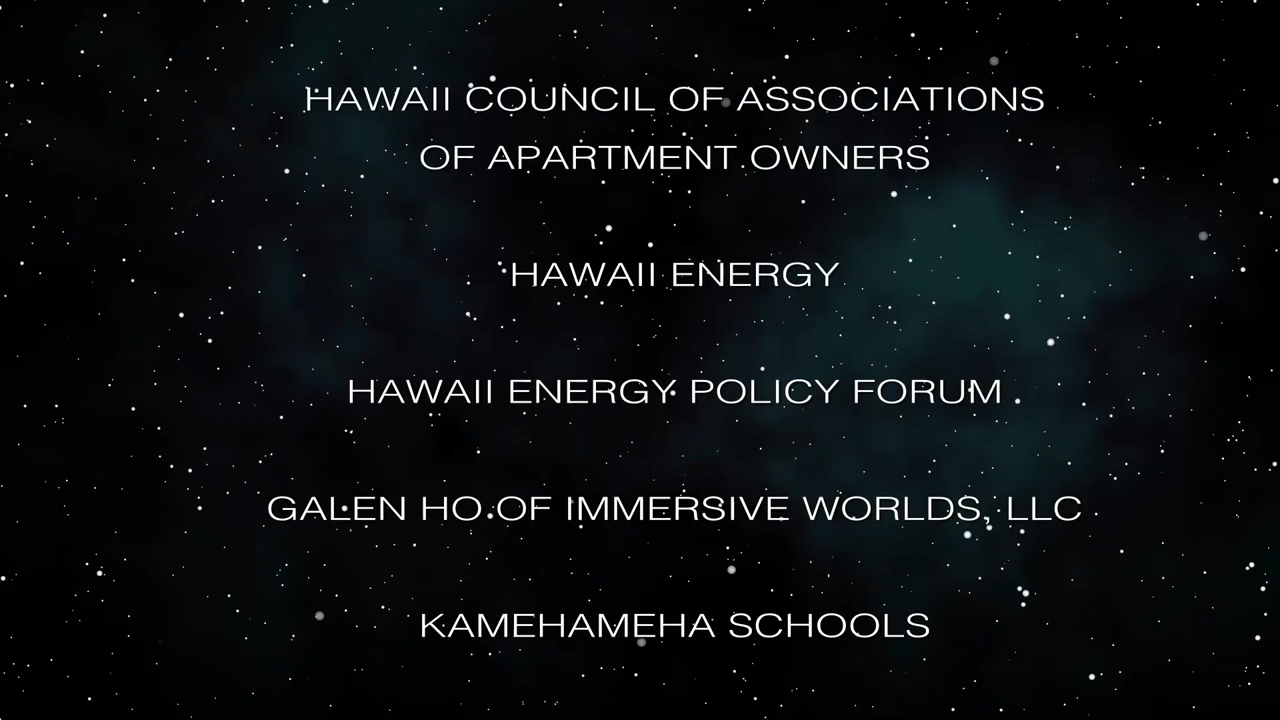 HAWAII COUNCIL OF ASSOCIATIONS
OF APARTMENT OWNERS
HAWAII ENERGY
HAWAII ENERGY POLICY FORUM
GALEN HO OF IMMERSIVE WORLDS, LLC
KAMEHAMEHA SCHOOLS